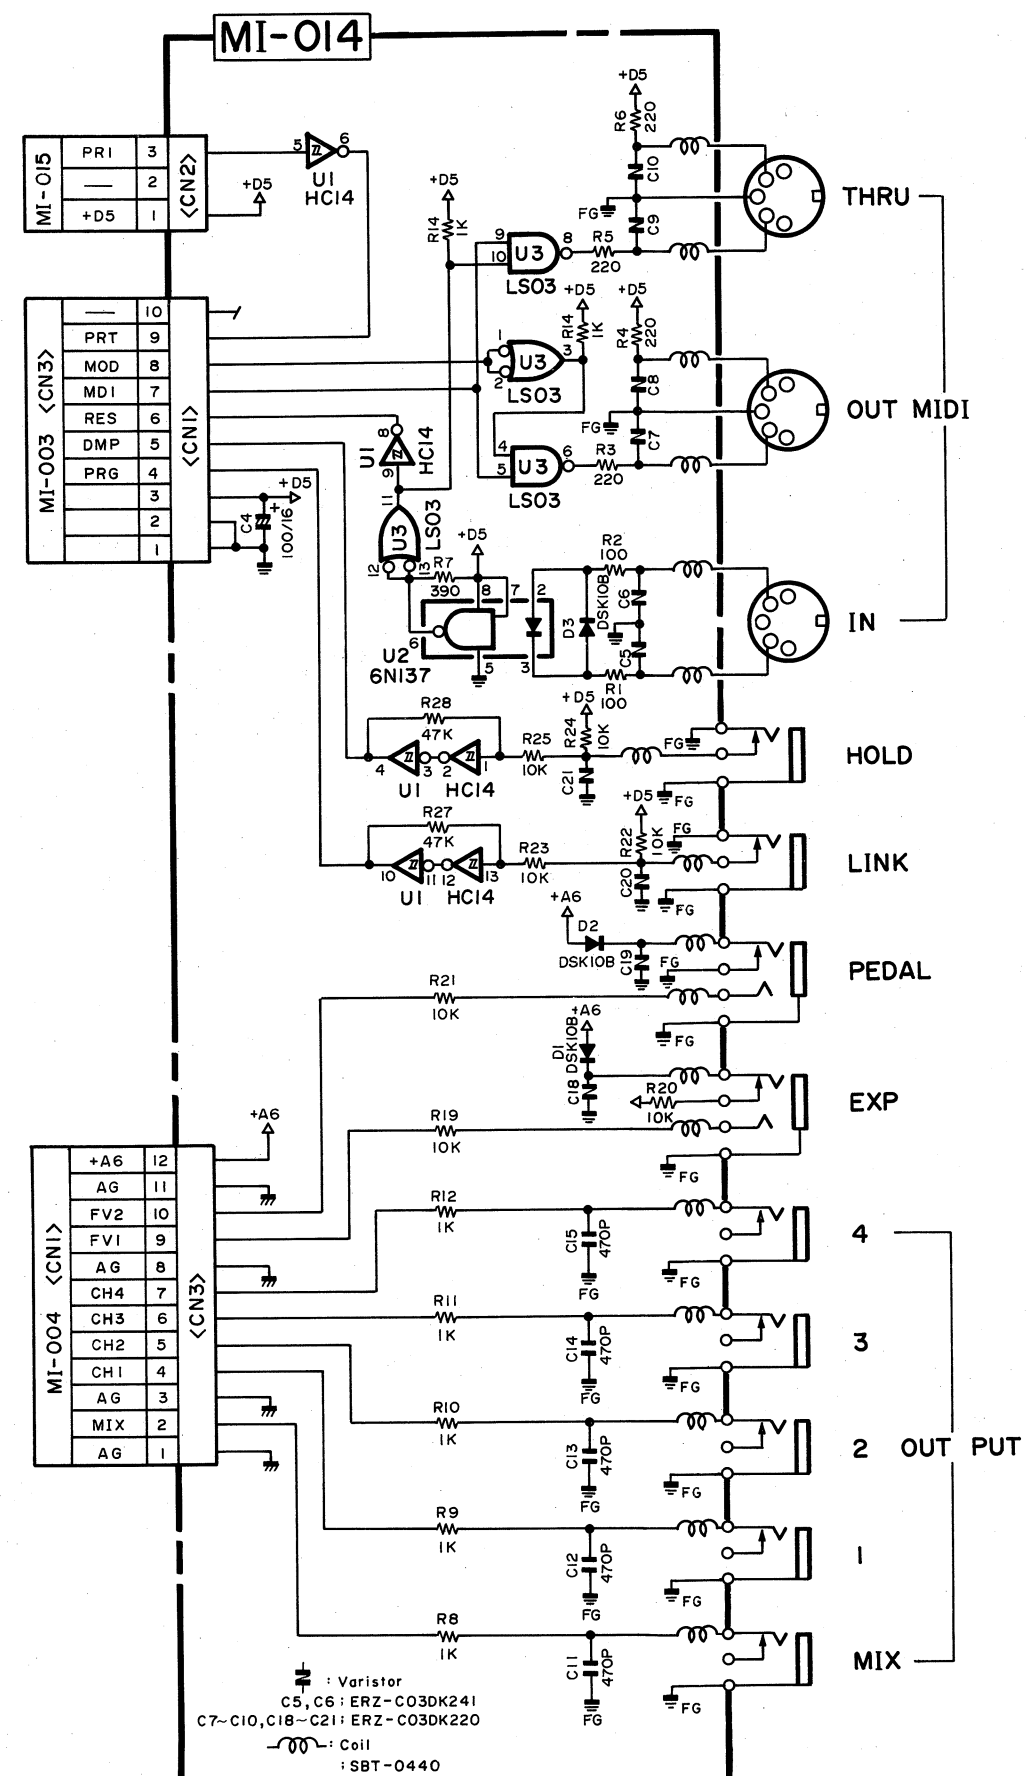 MI-014
MI-015
PRI 3
— 2
+D5 1
<CN2>
+D5
5 6
U1
HC14
+D5
R14
1K
9
10
U3
8
LS03
R5
220
+D5
R6
220
C10
FG
C9
THRU
MI-003 <CN3>
— 10
PRT 9
MOD 8
MDI 7
RES 6
DMP 5
PRG 4
3
2
1
<CN1>
+D5
C4
+
100/16
1
2
U3
3
LS03
+D5
R14
1K
4
5
U3
6
LS03
R3
220
+D5
R4
220
C8
FG
C7
OUT MIDI
8
U1
HC14
9
11
U3
LS03
12 13
R7
390
+D5
8 7 2
6
5 3
U2
6N137
D3
DSK10B
R2
100
C6
C5
R1
100
IN
R28
47K
4 3 2 1
U1 HC14
R25
10K
+D5
R24
10K
C21
FG
FG
HOLD
R27
47K
10 11 12 13
U1 HC14
R23
10K
+D5
R22
10K
C20
FG
FG
LINK
+A6
D2
DSK10B
C19
FG
FG
PEDAL
R21
10K
+A6
D1
DSK10B
C18
R20
10K
FG
EXP
R19
10K
+A6
MI-004 <CN1>
+A6 12
AG 11
FV2 10
FV1 9
AG 8
CH4 7
CH3 6
CH2 5
CH1 4
AG 3
MIX 2
AG 1
<CN3>
R12
1K
C15
470P
FG
FG
4
R11
1K
C14
470P
FG
FG
3
R10
1K
C13
470P
FG
FG
2
OUT PUT
R9
1K
C12
470P
FG
FG
1
R8
1K
C11
470P
FG
FG
MIX
: Varistor
C5, C6 : ERZ-C03DK241
C7~C10, C18~C21 : ERZ-C03DK220
: Coil
: SBT-0440